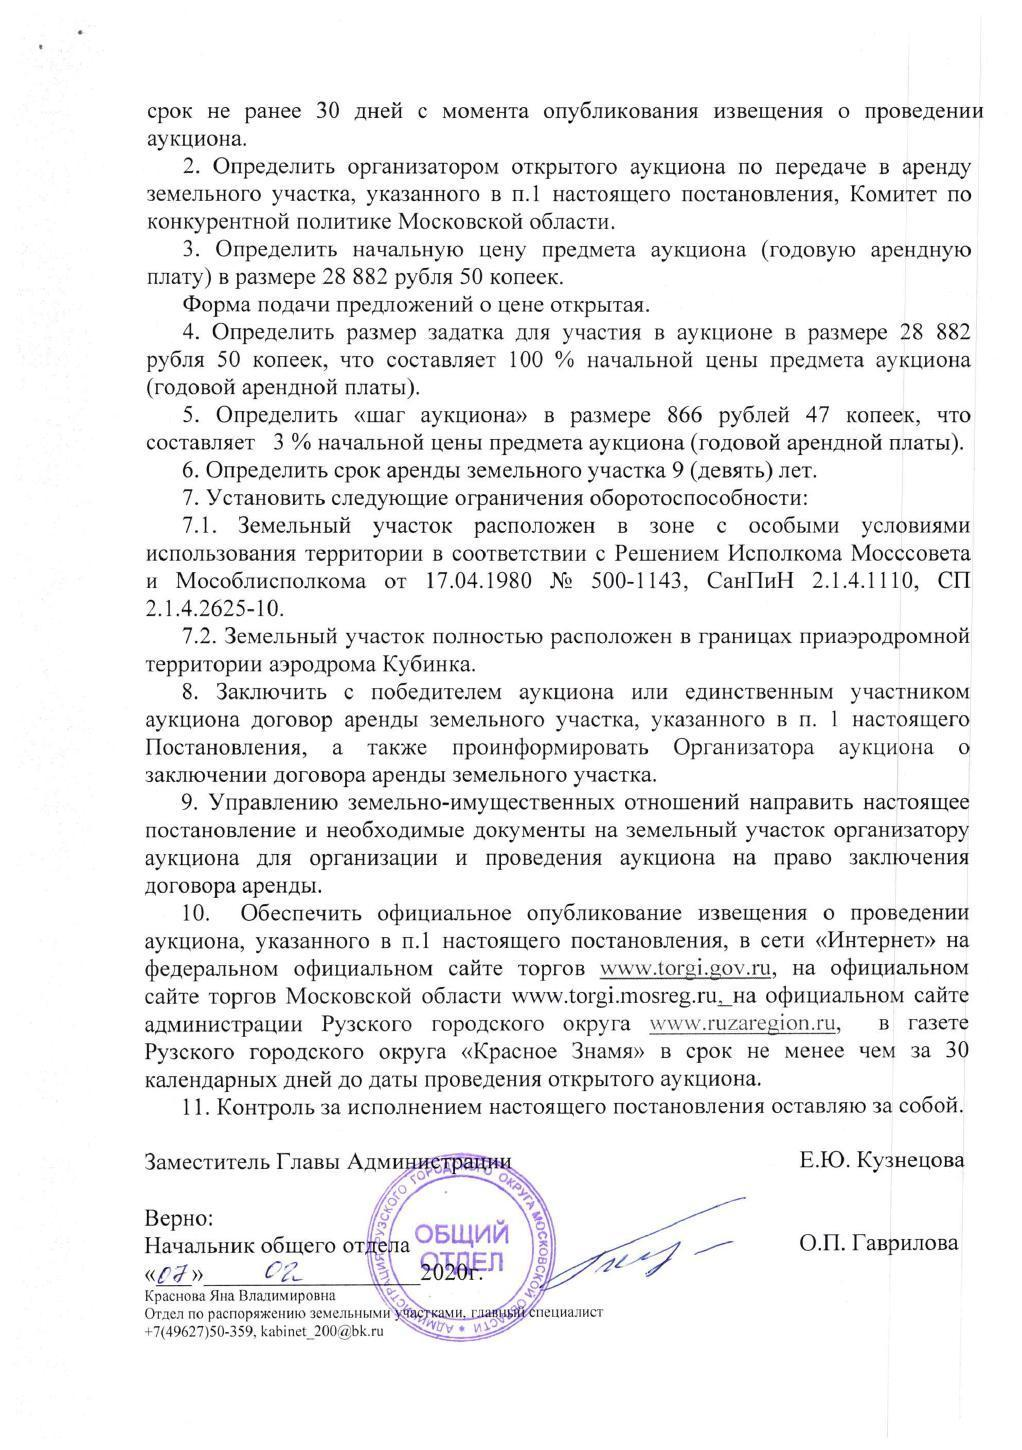 срок не ранее 30 дней с момента опубликования извещения о проведении
аукциона.
2. Определить организатором открытого аукциона по передаче в аренду
земельного участка, указанного в п.1 настоящего постановления, Комитет по
конкурентной политике Московской области.
3. Определить начальную цену предмета аукциона (годовую арендную
плату) в размере 28 882 рубля 50 копеек.
Форма подачи предложений о цене открытая.
4. Определить размер задатка для участия в аукционе в размере 28 882
рубля 50 копеек, что составляет 100 % начальной цены предмета аукциона
(годовой арендной платы).
5. Определить «шаг аукциона» в размере 866 рублей 47 копеек, что
составляет 3 % начальной цены предмета аукциона (годовой арендной платы).
6. Определить срок аренды земельного участка 9 (девять) лет.
7. Установить следующие ограничения оборотоспособности:
7.1. Земельный участок расположен в зоне с особыми условиями
использования территории в соответствии с Решением Исполкома Мосссовета
и Мособлисполкома от 17.04.1980 № 500-1143, СанПиН 2.1.4.1110, СП
2.1.4.2625-10.
7.2. Земельный участок полностью расположен в границах приаэродромной
территории аэродрома Кубинка.
8. Заключить с победителем аукциона или единственным участником
аукциона договор аренды земельного участка, указанного в п. 1 настоящего
Постановления, а также проинформировать Организатора аукциона о
заключении договора аренды земельного участка.
9. Управлению земельно-имущественных отношений направить настоящее
постановление и необходимые документы на земельный участок организатору
аукциона для организации и проведения аукциона на право заключения
договора аренды.
10. Обеспечить официальное опубликование извещения о проведении
аукциона, указанного в п.1 настоящего постановления, в сети «Интернет» на
федеральном официальном сайте торгов www.torgi.gov.ru, на официальном
сайте торгов Московской области www.torgi.mosreg.ru, на официальном сайте
администрации Рузского городского округа www.ruzaregion.ru, в газете
Рузского городского округа «Красное Знамя» в срок не менее чем за 30
календарных дней до даты проведения открытого аукциона.
11. Контроль за исполнением настоящего постановления оставляю за собой.
Заместитель Главы Администрации Е.Ю. Кузнецова
Верно:
Начальник общего отдела О.П. Гаврилова
«07» 02 2020г.
Краснова Яна Владимировна
Отдел по распоряжению земельными участками, главный специалист
+7(49627)50-359, kabinet_200@bk.ru
АДМИНИСТРАЦИЯ РУЗСКОГО ГОРОДСКОГО ОКРУГА МОСКОВСКОЙ ОБЛАСТИ
ОБЩИЙ
ОТДЕЛ